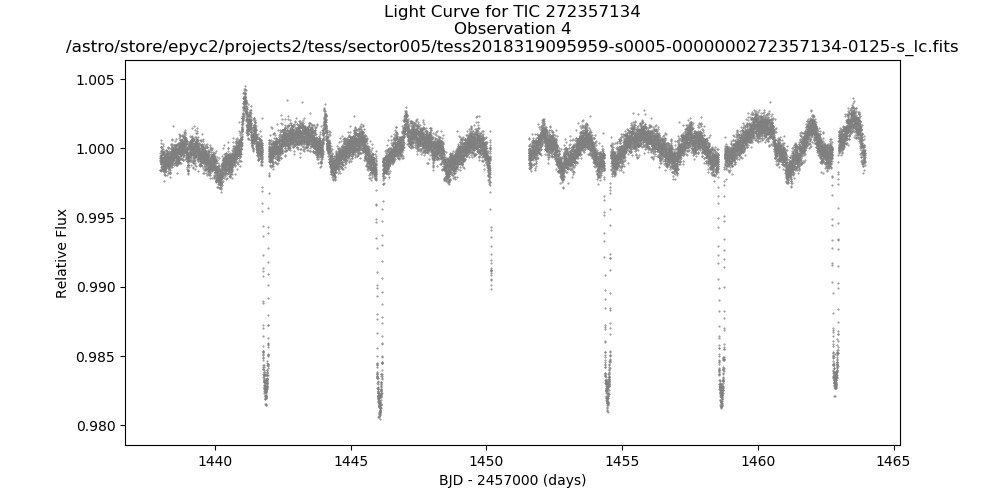 Light Curve for TIC 272357134
Observation 4
/astro/store/epyc2/projects2/tess/sector005/tess2018319095959-s0005-0000000272357134-0125-s_lc.fits
1.005
1.000
0.995
0.990
0.985
0.980
Relative Flux
1440 1445 1450 1455 1460 1465
BJD - 2457000 (days)